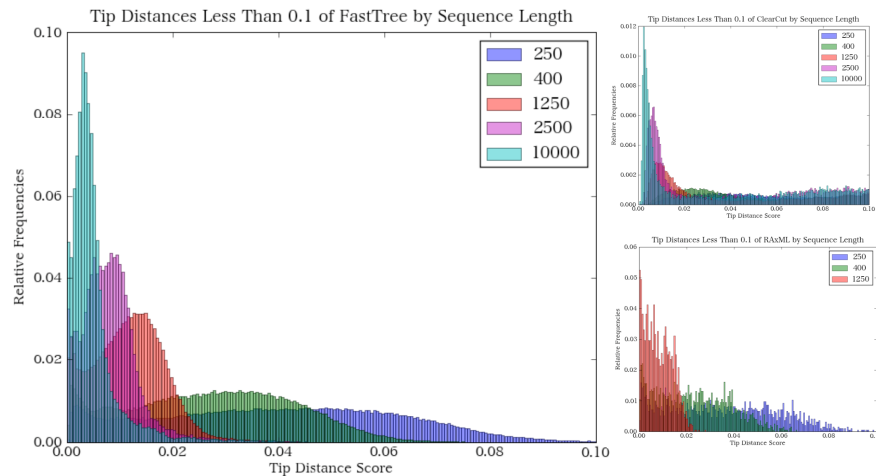 Tip Distances Less Than 0.1 of FastTree by Sequence Length
0.10
0.08
0.06
0.04
0.02
0.00
Relative Frequencies
250
400
1250
2500
10000
0.00 0.02 0.04 0.06 0.08 0.10
Tip Distance Score
Tip Distances Less Than 0.1 of ClearCut by Sequence Length
0.012
0.010
0.008
0.006
0.004
0.002
0.000
Relative Frequencies
250
400
1250
2500
10000
0.00 0.02 0.04 0.06 0.08 0.10
Tip Distance Score
Tip Distances Less Than 0.1 of RAxML by Sequence Length
0.06
0.05
0.04
0.03
0.02
0.01
0.00
Relative Frequencies
250
400
1250
0.00 0.02 0.04 0.06 0.08
Tip Distance Score